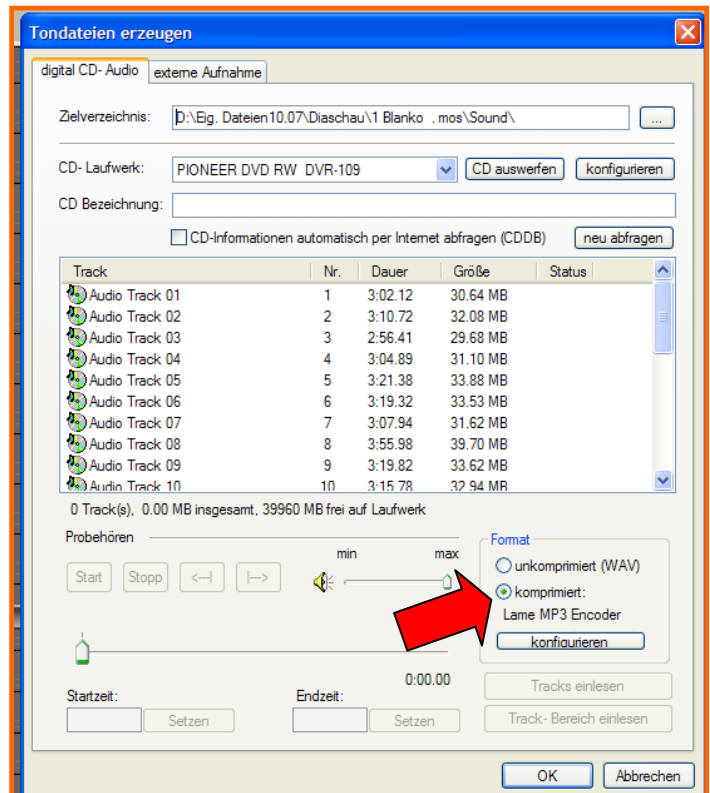 Tondateien erzeugen
digital CD- Audio externe Aufnahme
Zielverzeichnis: D:\Eig. Dateien10.07\Diaschau\1 Blanko . mos\Sound\ ...
CD- Laufwerk: PIONEER DVD RW DVR-109 CD auswerfen konfigurieren
CD Bezeichnung:
CD-Informationen automatisch per Internet abfragen (CDDB) neu abfragen
Track Nr. Dauer Größe Status
Audio Track 01 1 3:02.12 30.64 MB
Audio Track 02 2 3:10.72 32.08 MB
Audio Track 03 3 2:56.41 29.68 MB
Audio Track 04 4 3:04.89 31.10 MB
Audio Track 05 5 3:21.38 33.88 MB
Audio Track 06 6 3:19.32 33.53 MB
Audio Track 07 7 3:07.94 31.62 MB
Audio Track 08 8 3:55.98 39.70 MB
Audio Track 09 9 3:19.82 33.62 MB
Audio Track 10 10 3:15.78 32.94 MB
0 Track(s), 0.00 MB insgesamt, 39960 MB frei auf Laufwerk
Probehören
min max
Start Stopp <---| |--->
Format
unkomprimiert (WAV)
komprimiert:
Lame MP3 Encoder
konfigurieren
0:00.00
Startzeit: Endzeit:
Setzen Setzen
Tracks einlesen
Track- Bereich einlesen
OK Abbrechen